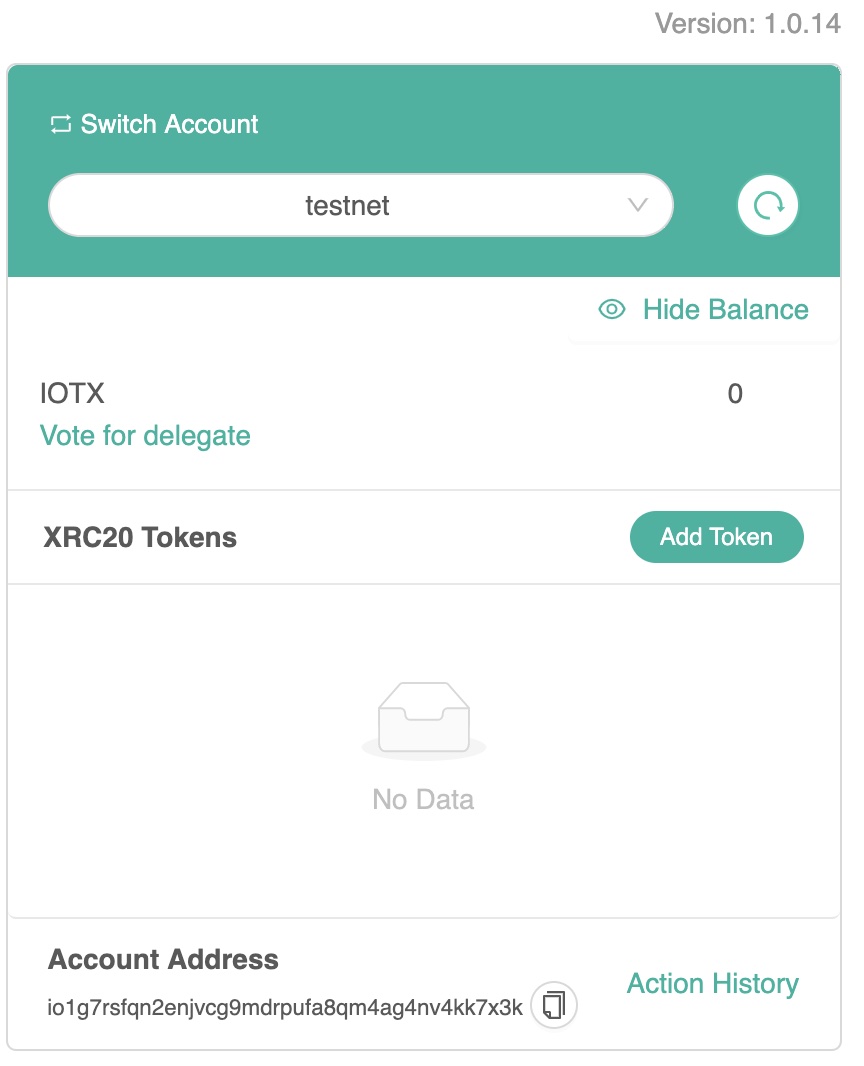 Version: 1.0.14
Switch Account
testnet
Hide Balance
IOTX 0
Vote for delegate
XRC20 Tokens Add Token
No Data
Account Address
Action History
io1g7rsfqn2enjvcg9mdrpufa8qm4ag4nv4kk7x3k